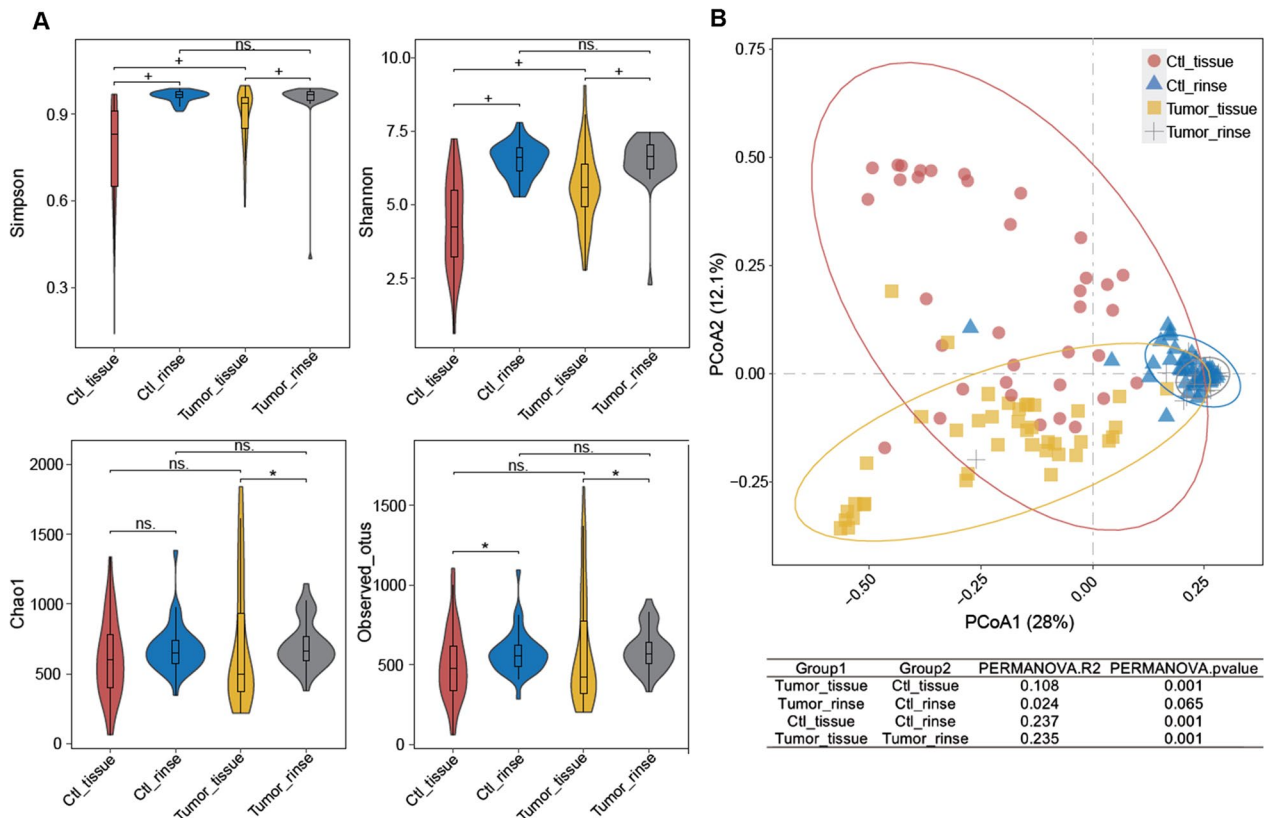 A
ns.
+
+
+
0.9
0.6
0.3
Simpson
Ctl_tissue
Ctl_rinse
Tumor_tissue
Tumor_rinse
ns.
+
+
+
10.0
7.5
5.0
2.5
Shannon
Ctl_tissue
Ctl_rinse
Tumor_tissue
Tumor_rinse
ns.
ns.
*
ns.
2000
1500
1000
500
0
Chao1
Ctl_tissue
Ctl_rinse
Tumor_tissue
Tumor_rinse
ns.
ns.
*
*
1500
1000
500
0
Observed_otus
Ctl_tissue
Ctl_rinse
Tumor_tissue
Tumor_rinse
B
0.75
0.50
0.25
0.00
−0.25
PCoA2 (12.1%)
Ctl_tissue
Ctl_rinse
Tumor_tissue
Tumor_rinse
−0.50
−0.25
0.00
0.25
PCoA1 (28%)
Group1 Group2 PERMANOVA.R2 PERMANOVA.pvalue
Tumor_tissue Ctl_tissue 0.108 0.001
Tumor_rinse Ctl_rinse 0.024 0.065
Ctl_tissue Ctl_rinse 0.237 0.001
Tumor_tissue Tumor_rinse 0.235 0.001